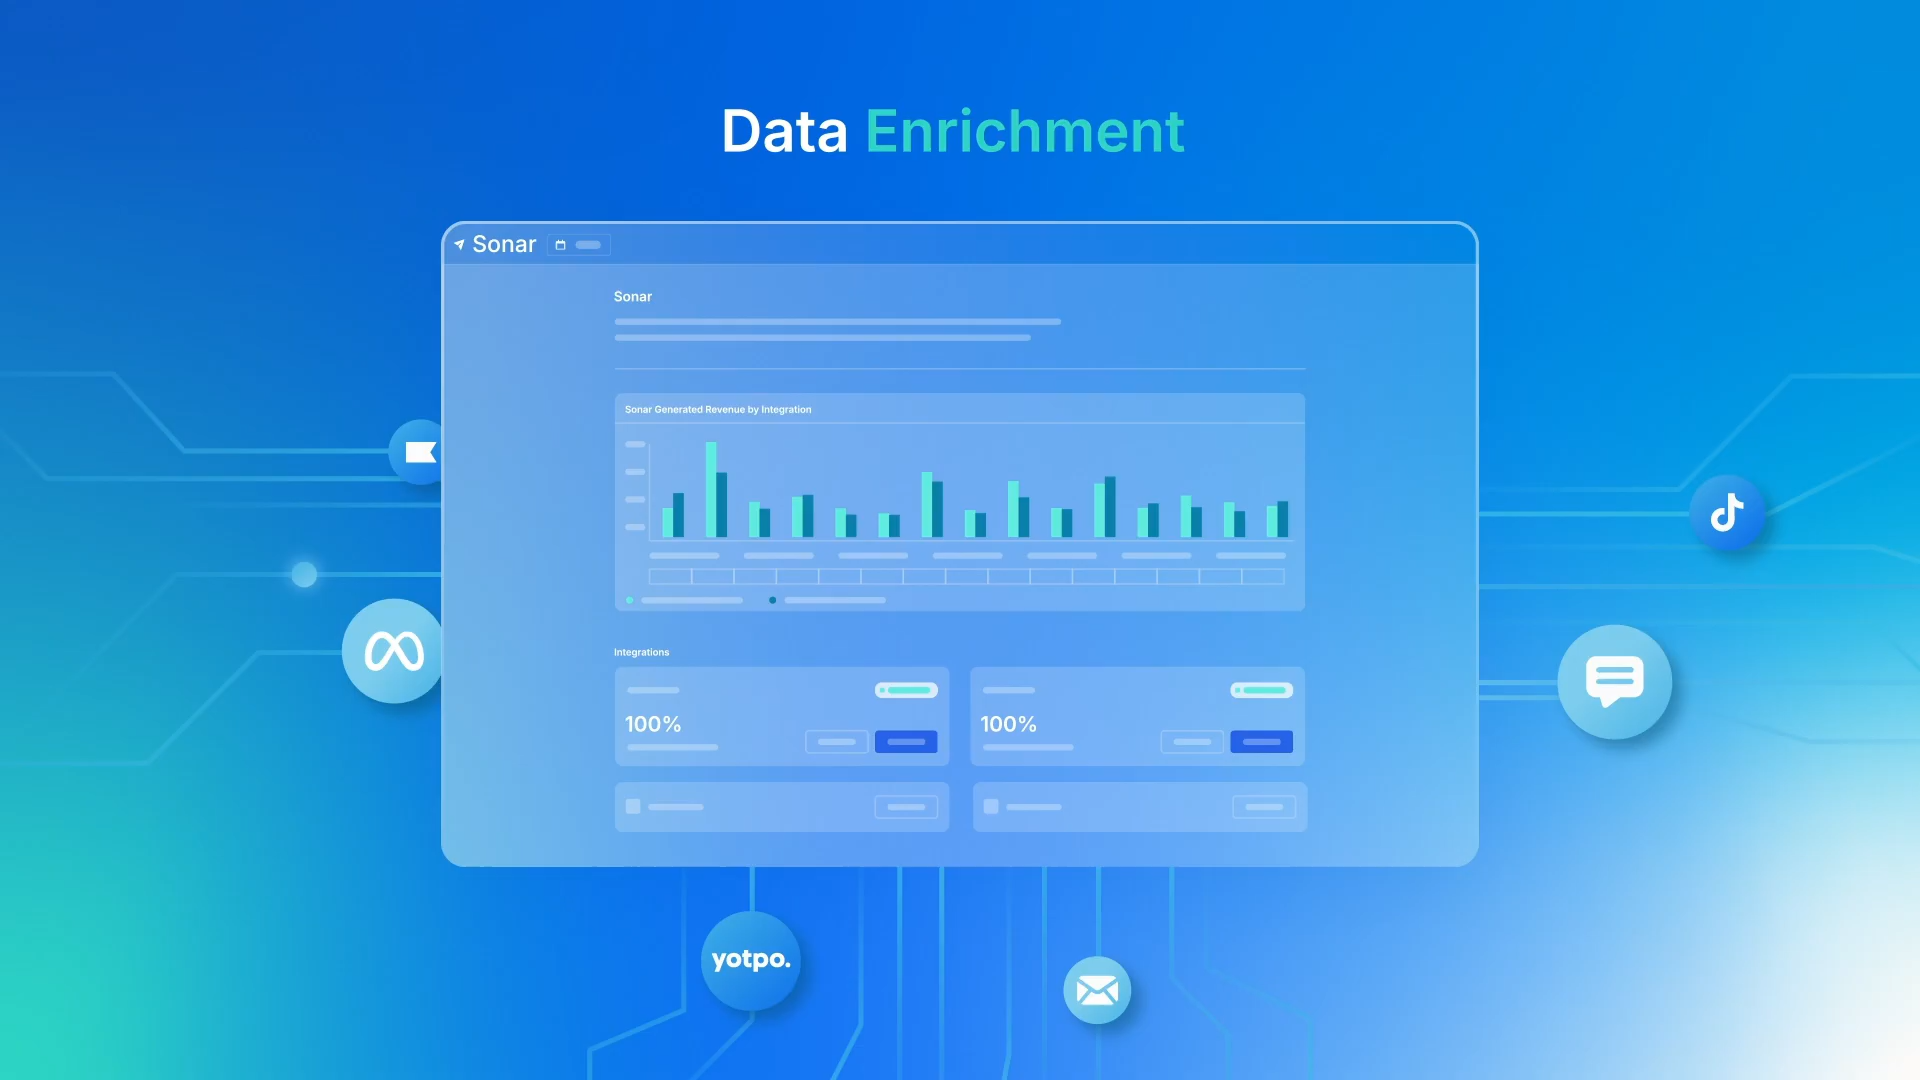 Data Enrichment
Sonar
Sonar
Sonar Generated Revenue by Integration
Integrations
100%
100%
yotpo.